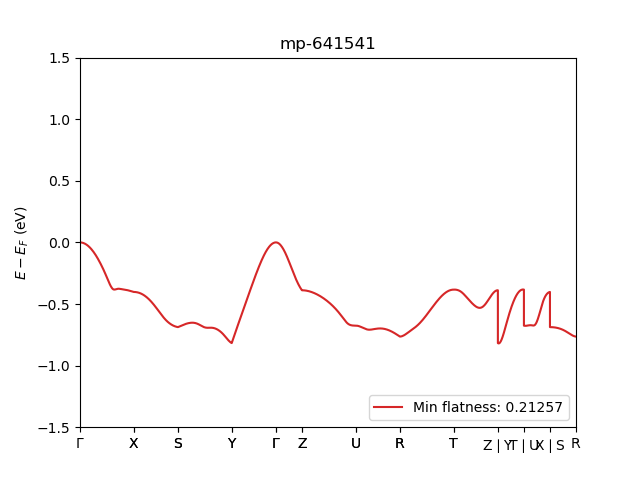 mp-641541
E − E_F (eV)
1.5
1.0
0.5
0.0
−0.5
−1.0
−1.5
Min flatness: 0.21257
Γ X S Y Γ Z U R T Z | Y T | U X | S R